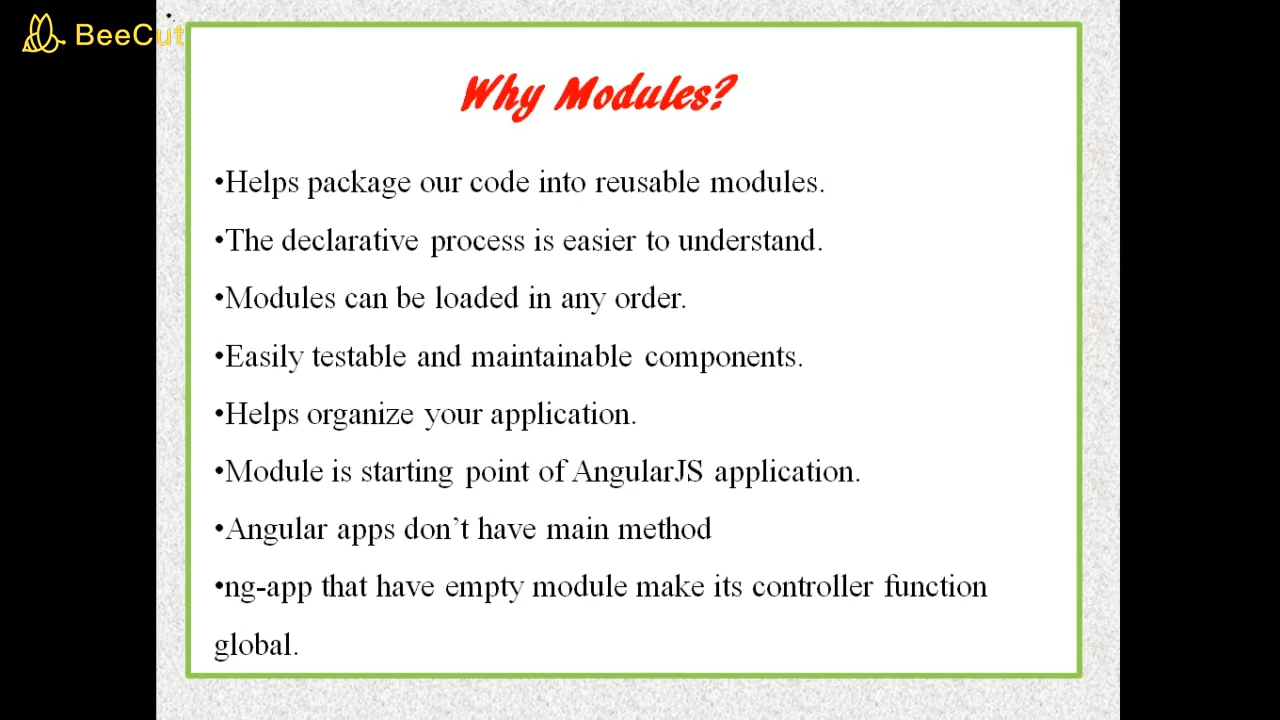 BeeCut
Why Modules?
•Helps package our code into reusable modules.
•The declarative process is easier to understand.
•Modules can be loaded in any order.
•Easily testable and maintainable components.
•Helps organize your application.
•Module is starting point of AngularJS application.
•Angular apps don’t have main method
•ng-app that have empty module make its controller function
global.